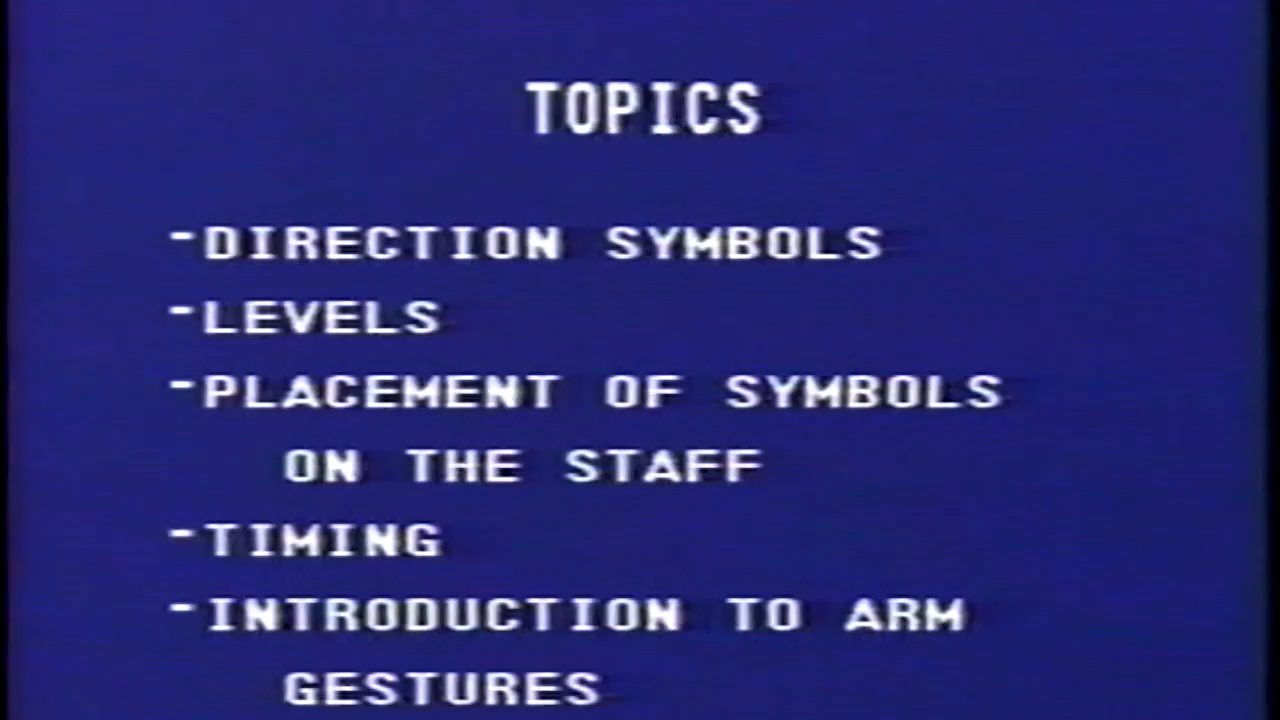 TOPICS
-DIRECTION SYMBOLS
-LEVELS
-PLACEMENT OF SYMBOLS
ON THE STAFF
-TIMING
-INTRODUCTION TO ARM
GESTURES